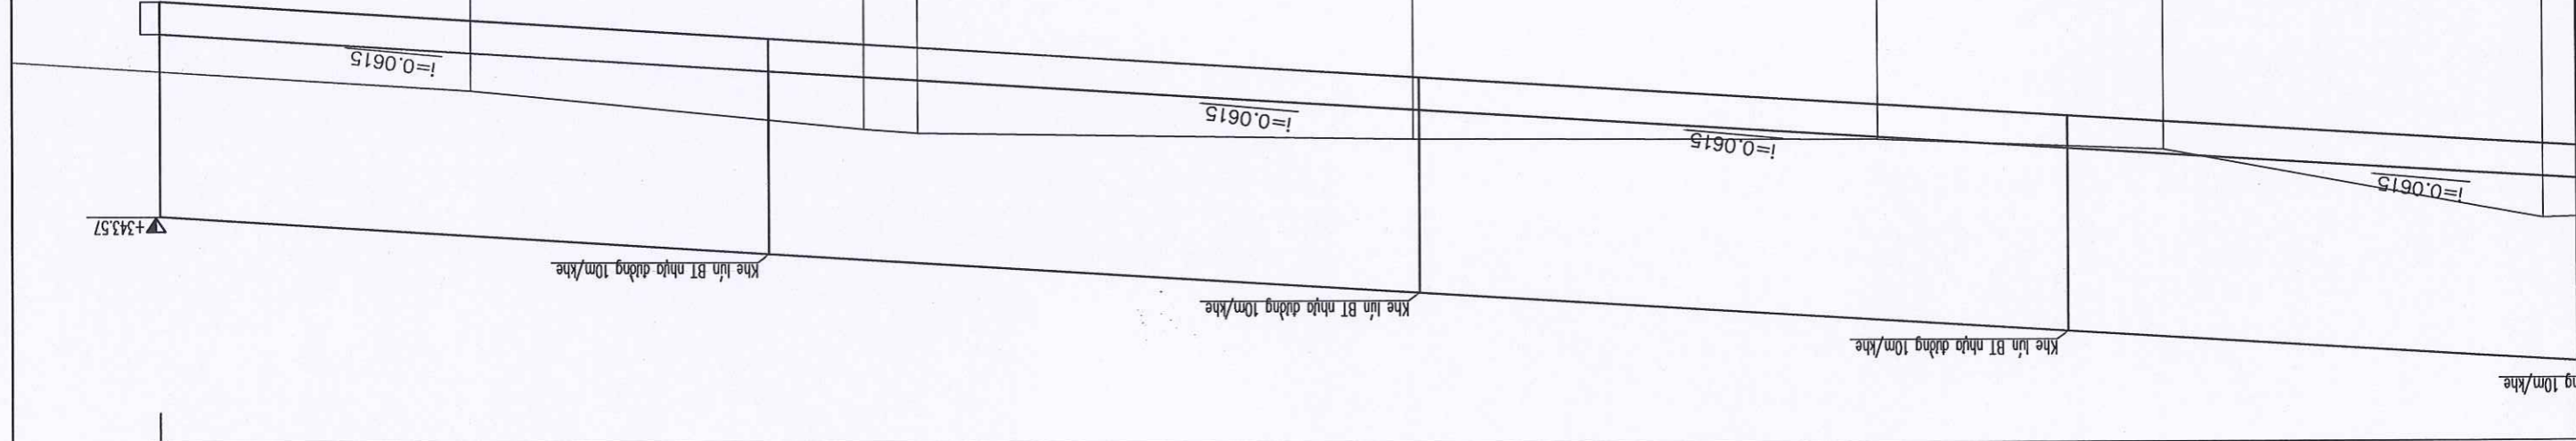 ng 10m/khe
Khe lún BT nhựa đường 10m/khe
Khe lún BT nhựa đường 10m/khe
Khe lún BT nhựa đường 10m/khe
+343.57
i=0.0615
i=0.0615
i=0.0615
i=0.0615